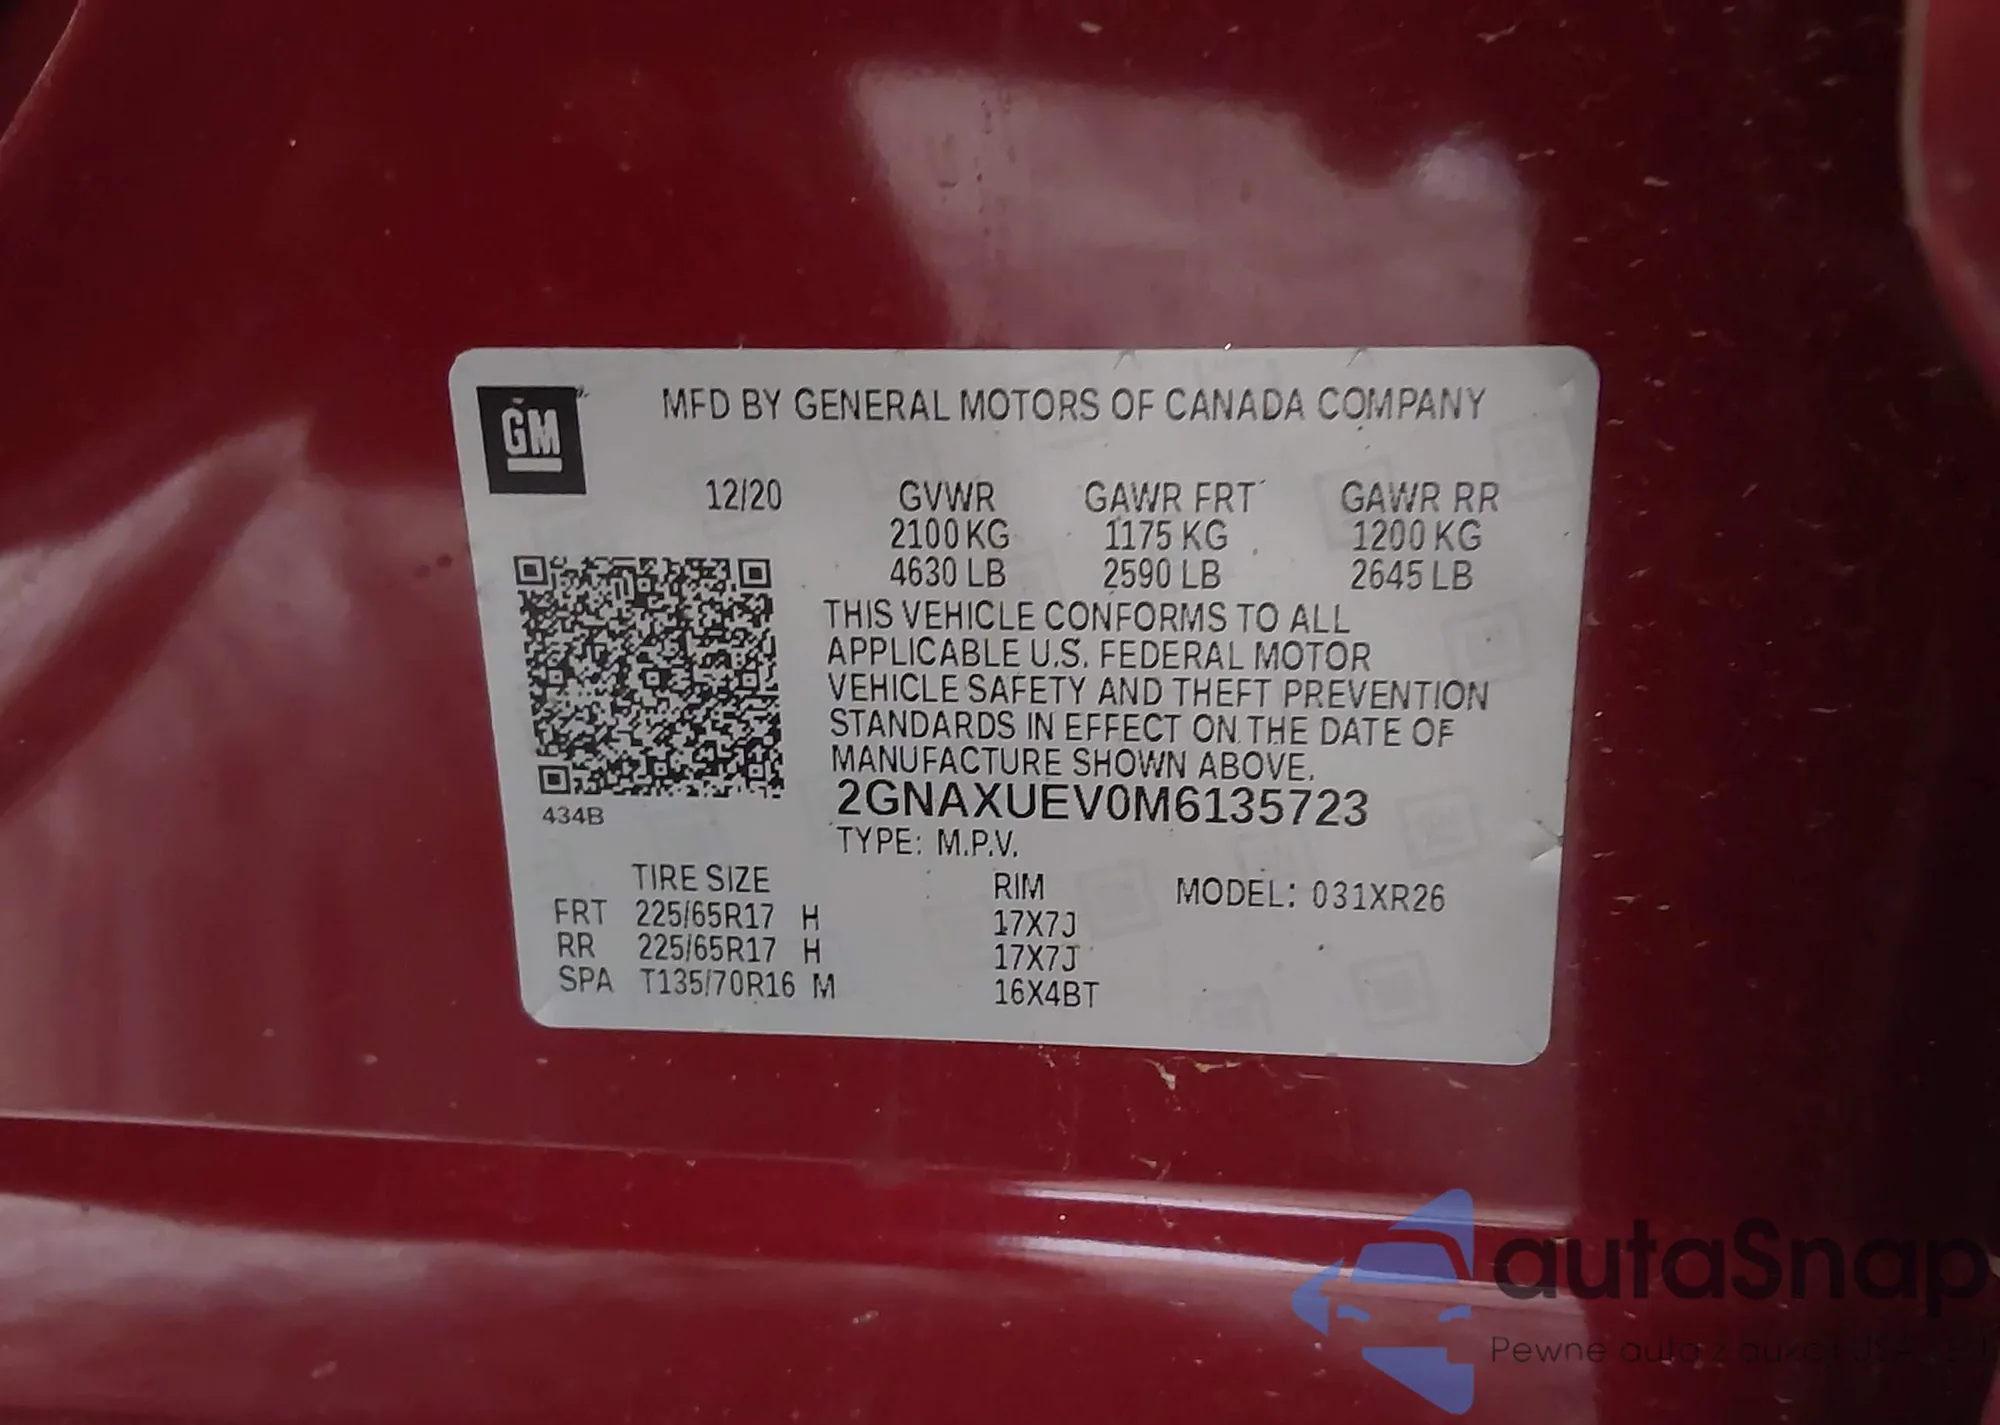 GM
MFD BY GENERAL MOTORS OF CANADA COMPANY
12/20 GVWR GAWR FRT GAWR RR
2100 KG 1175 KG 1200 KG
4630 LB 2590 LB 2645 LB
THIS VEHICLE CONFORMS TO ALL
APPLICABLE U.S. FEDERAL MOTOR
VEHICLE SAFETY AND THEFT PREVENTION
STANDARDS IN EFFECT ON THE DATE OF
MANUFACTURE SHOWN ABOVE.
2GNAXUEV0M6135723
434B
TYPE: M.P.V.
TIRE SIZE RIM MODEL: 031XR26
FRT 225/65R17 H 17X7J
RR 225/65R17 H 17X7J
SPA T135/70R16 M 16X4BT
autaSnap
Pewne auto z aukcji